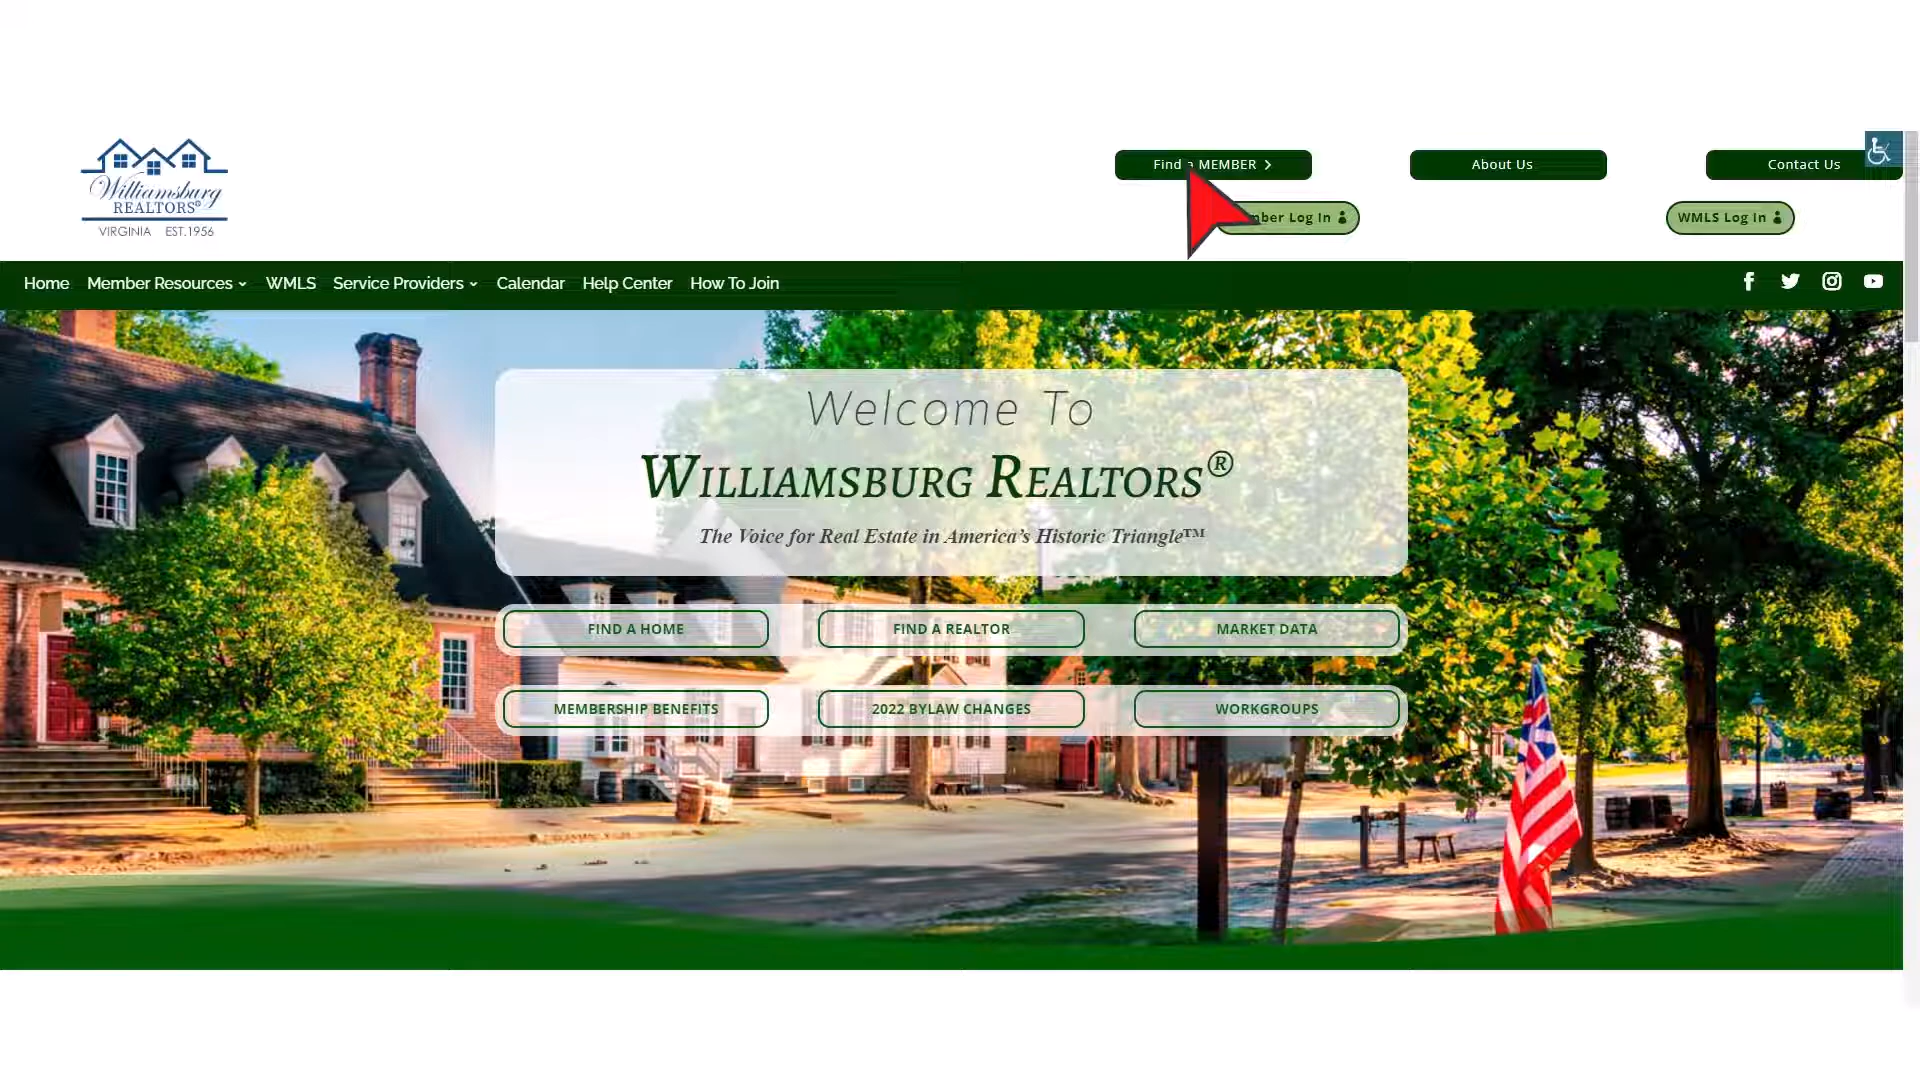 Williamsburg
REALTORS®
VIRGINIA EST.1956
Find a MEMBER
About Us
Contact Us
Log In
WMLS Log In
Home Member Resources WMLS Service Providers Calendar Help Center How To Join
Welcome To
WILLIAMSBURG REALTORS®
The Voice for Real Estate in America’s Historic Triangle™
FIND A HOME
FIND A REALTOR
MARKET DATA
MEMBERSHIP BENEFITS
2022 BYLAW CHANGES
WORKGROUPS